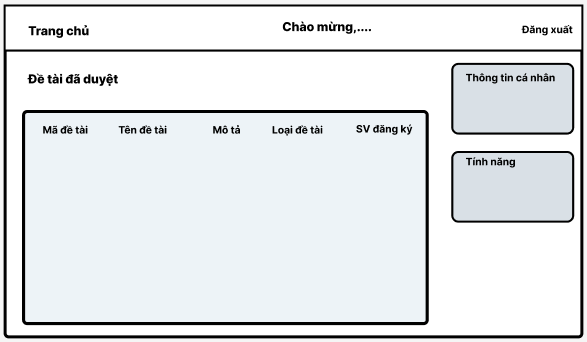 Trang chủ
Chào mừng,....
Đăng xuất
Đề tài đã duyệt
Mã đề tài
Tên đề tài
Mô tả
Loại đề tài
SV đăng ký
Thông tin cá nhân
Tính năng